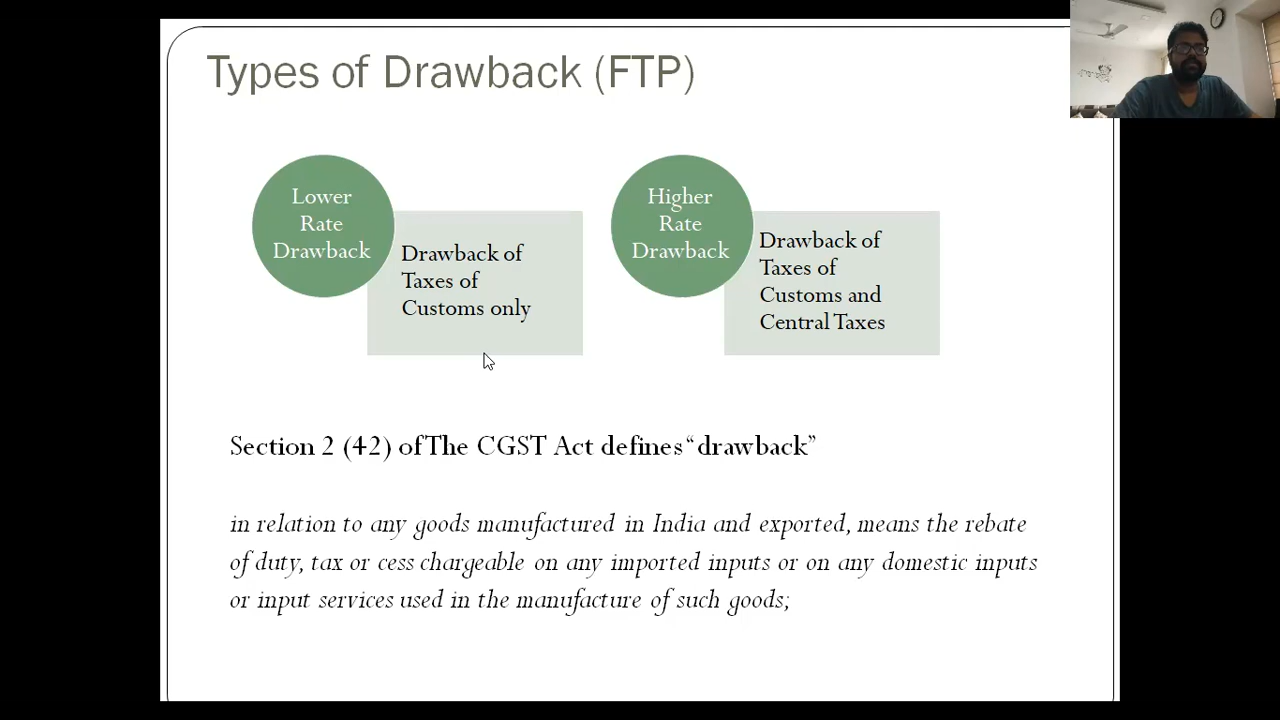 Types of Drawback (FTP)
Lower
Rate
Drawback
Drawback of
Taxes of
Customs only
Higher
Rate
Drawback
Drawback of
Taxes of
Customs and
Central Taxes
Section 2 (42) of The CGST Act defines “drawback”
in relation to any goods manufactured in India and exported, means the rebate
of duty, tax or cess chargeable on any imported inputs or on any domestic inputs
or input services used in the manufacture of such goods;